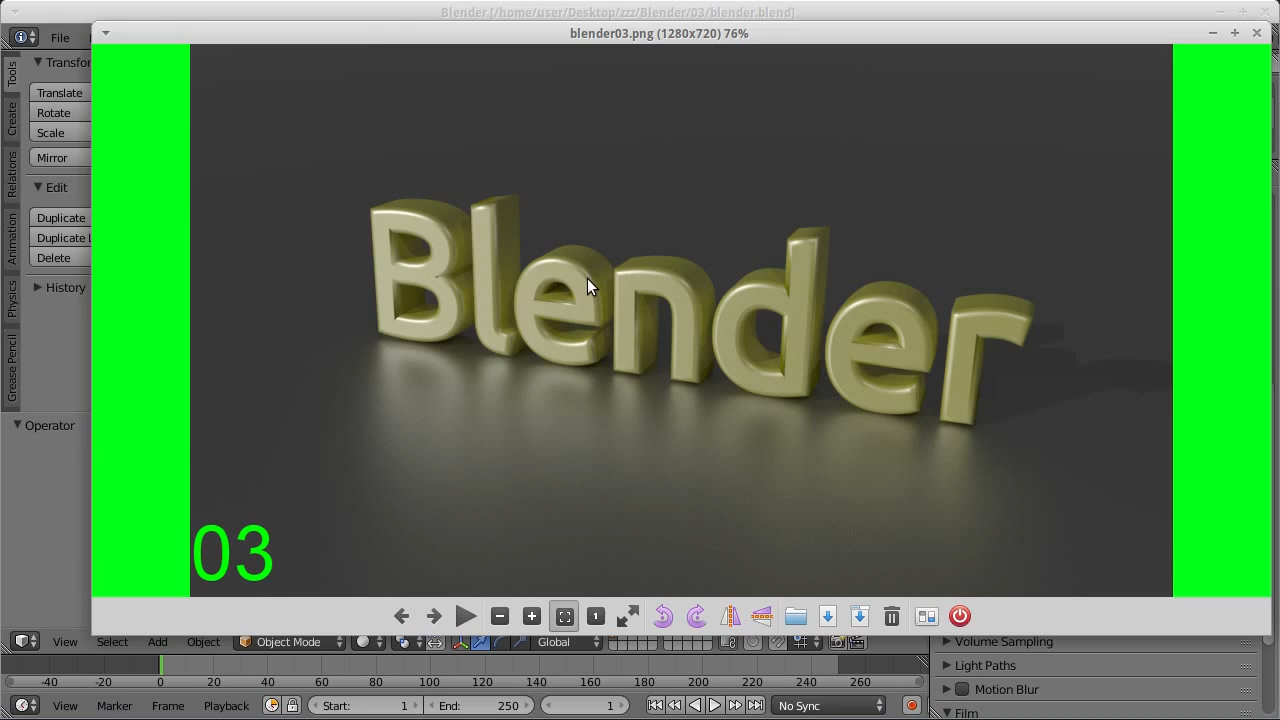 Blender [/home/user/Desktop/zzz/Blender/03/blender.blend]
blender03.png (1280x720) 76%
File
Tools
Create
Relations
Animation
Physics
Grease Pencil
Translate
Rotate
Scale
Mirror
Edit
Duplicate
Delete
History
Operator
Blender
03
1
View Select Add Object Object Mode Global
Volume Sampling
Light Paths
Motion Blur
Film
-40 -20 0 20 40 60 80 100 120 140 160 180 200 220 240 260
View Marker Frame Playback Start: 1 End: 250 1 No Sync